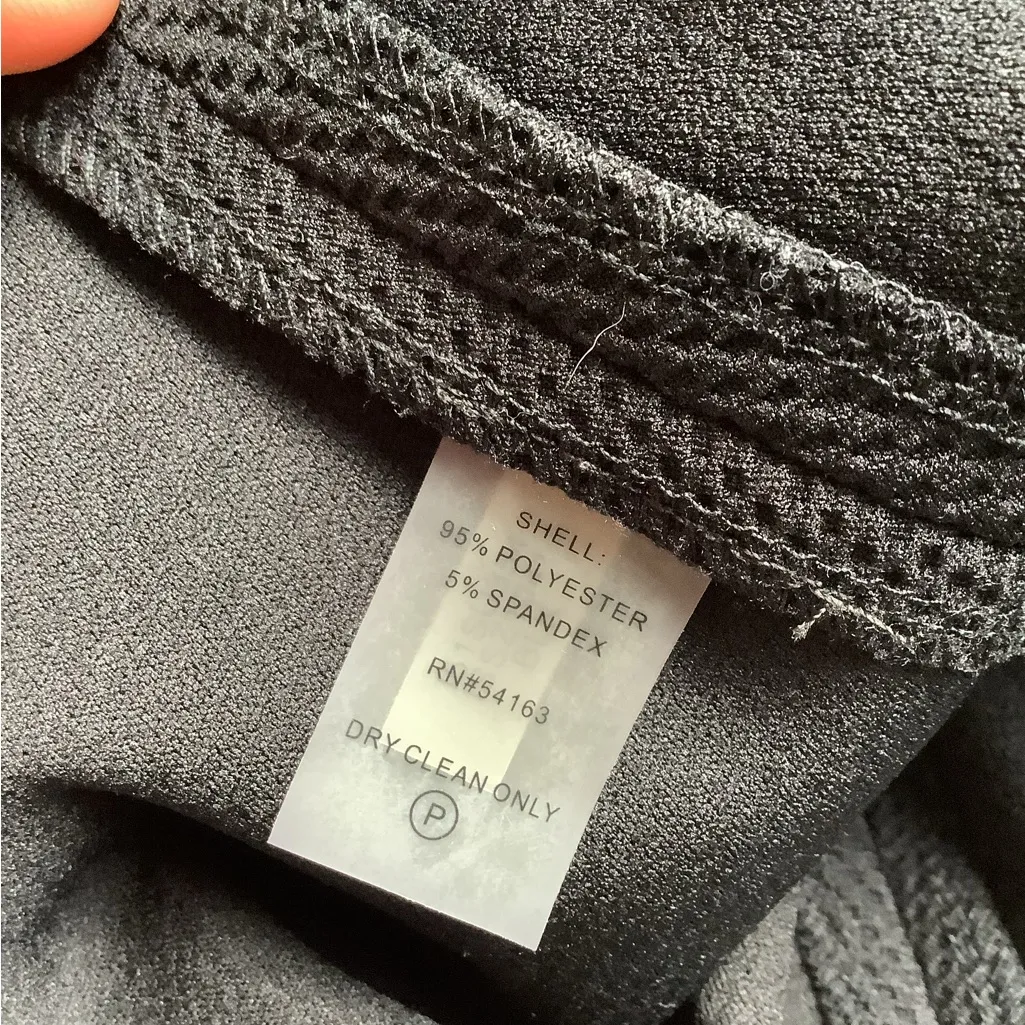 SHELL:
95% POLYESTER
5% SPANDEX
RN#54163
DRY CLEAN ONLY
P